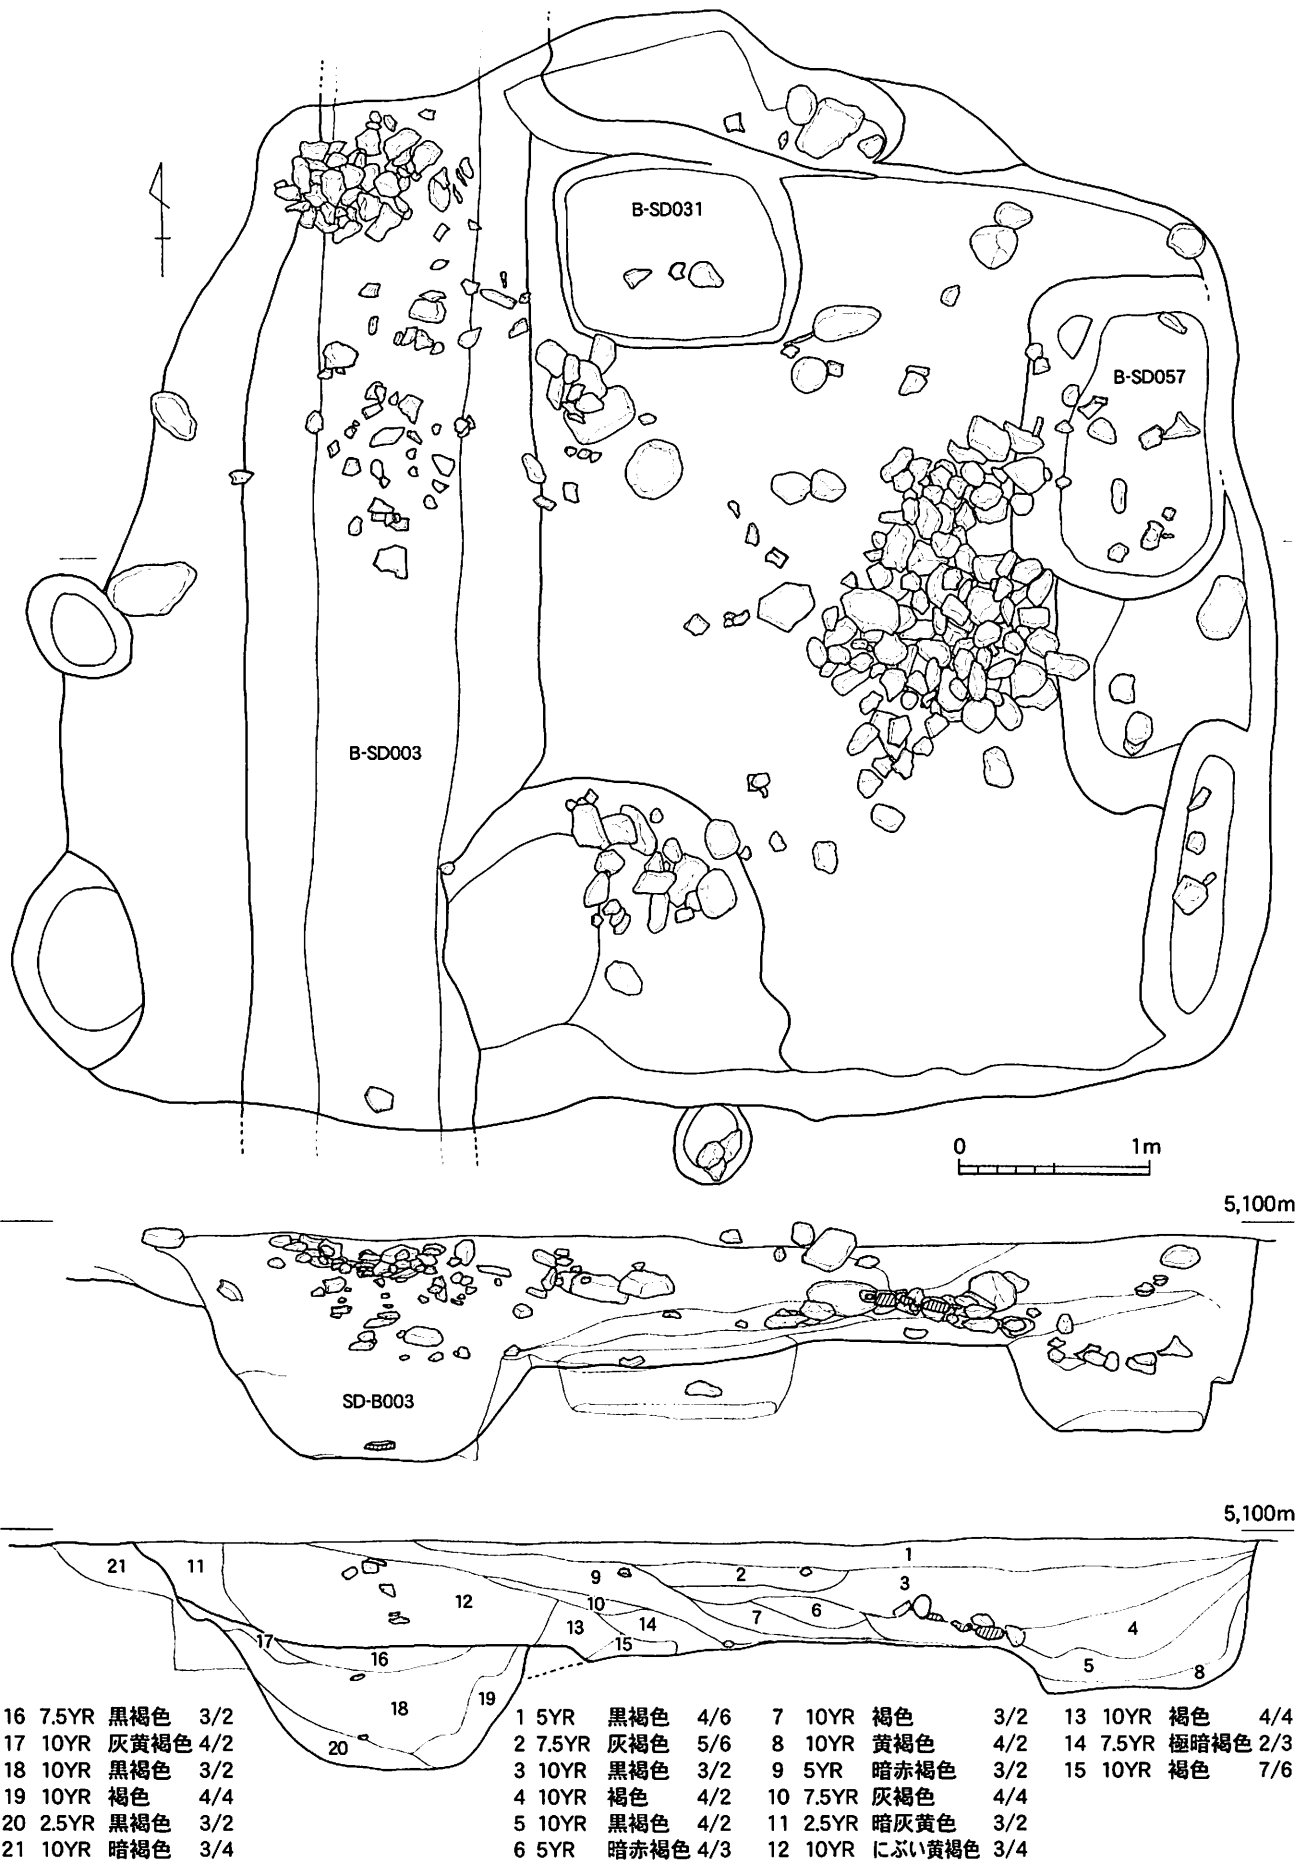 B-SD031
B-SD057
B-SD003
0 1m
5,100m
SD-B003
5,100m
1
21 11 9 2 3
12 10 7 6 4
13 14
17 16 15 5 8
18 19
20
16 7.5YR 黒褐色 3/2
17 10YR 灰黄褐色 4/2
18 10YR 黒褐色 3/2
19 10YR 褐色 4/4
20 2.5YR 黒褐色 3/2
21 10YR 暗褐色 3/4
1 5YR 黒褐色 4/6
2 7.5YR 灰褐色 5/6
3 10YR 黒褐色 3/2
4 10YR 褐色 4/2
5 10YR 黒褐色 4/2
6 5YR 暗赤褐色 4/3
7 10YR 褐色 3/2
8 10YR 黄褐色 4/2
9 5YR 暗赤褐色 3/2
10 7.5YR 灰褐色 4/4
11 2.5YR 暗灰黄色 3/2
12 10YR にぶい黄褐色 3/4
13 10YR 褐色 4/4
14 7.5YR 極暗褐色 2/3
15 10YR 褐色 7/6